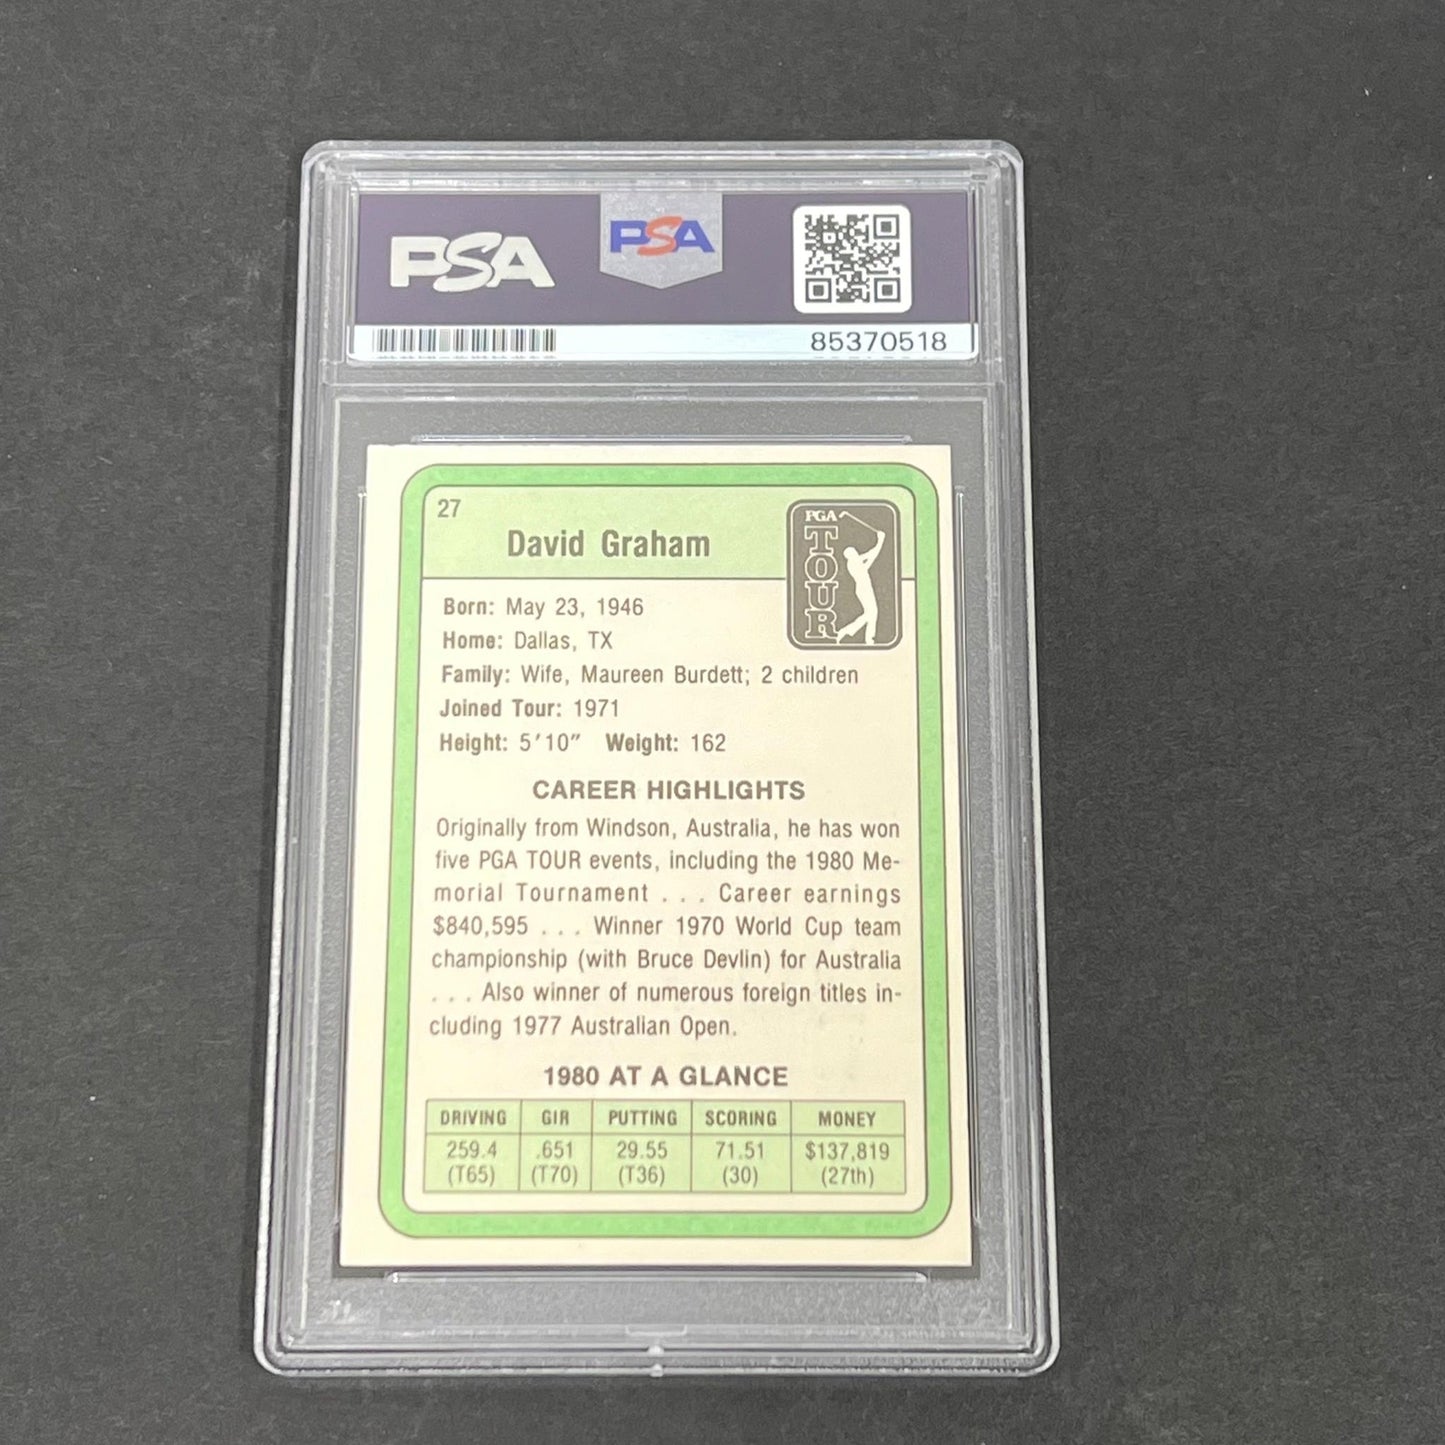 PSA
PSA
85370518
27
David Graham
PGA
TOUR
Born: May 23, 1946
Home: Dallas, TX
Family: Wife, Maureen Burdett; 2 children
Joined Tour: 1971
Height: 5'10" Weight: 162
CAREER HIGHLIGHTS
Originally from Windson, Australia, he has won
five PGA TOUR events, including the 1980 Me-
morial Tournament . . . Career earnings
$840,595 . . . Winner 1970 World Cup team
championship (with Bruce Devlin) for Australia
. . . Also winner of numerous foreign titles in-
cluding 1977 Australian Open.
1980 AT A GLANCE
DRIVING GIR PUTTING SCORING MONEY
259.4 .651 29.55 71.51 $137,819
(T65) (T70) (T36) (30) (27th)